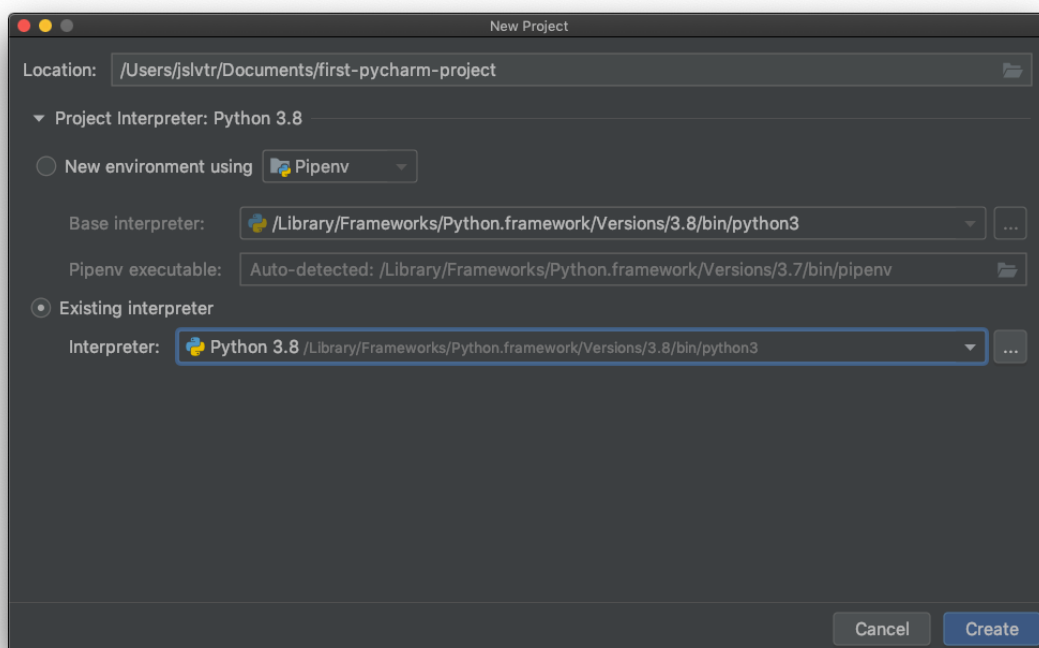 New Project
Location: /Users/jslvtr/Documents/first-pycharm-project
Project Interpreter: Python 3.8
New environment using Pipenv
Base interpreter: /Library/Frameworks/Python.framework/Versions/3.8/bin/python3 ...
Pipenv executable: Auto-detected: /Library/Frameworks/Python.framework/Versions/3.7/bin/pipenv
Existing interpreter
Interpreter: Python 3.8 /Library/Frameworks/Python.framework/Versions/3.8/bin/python3 ...
Cancel Create